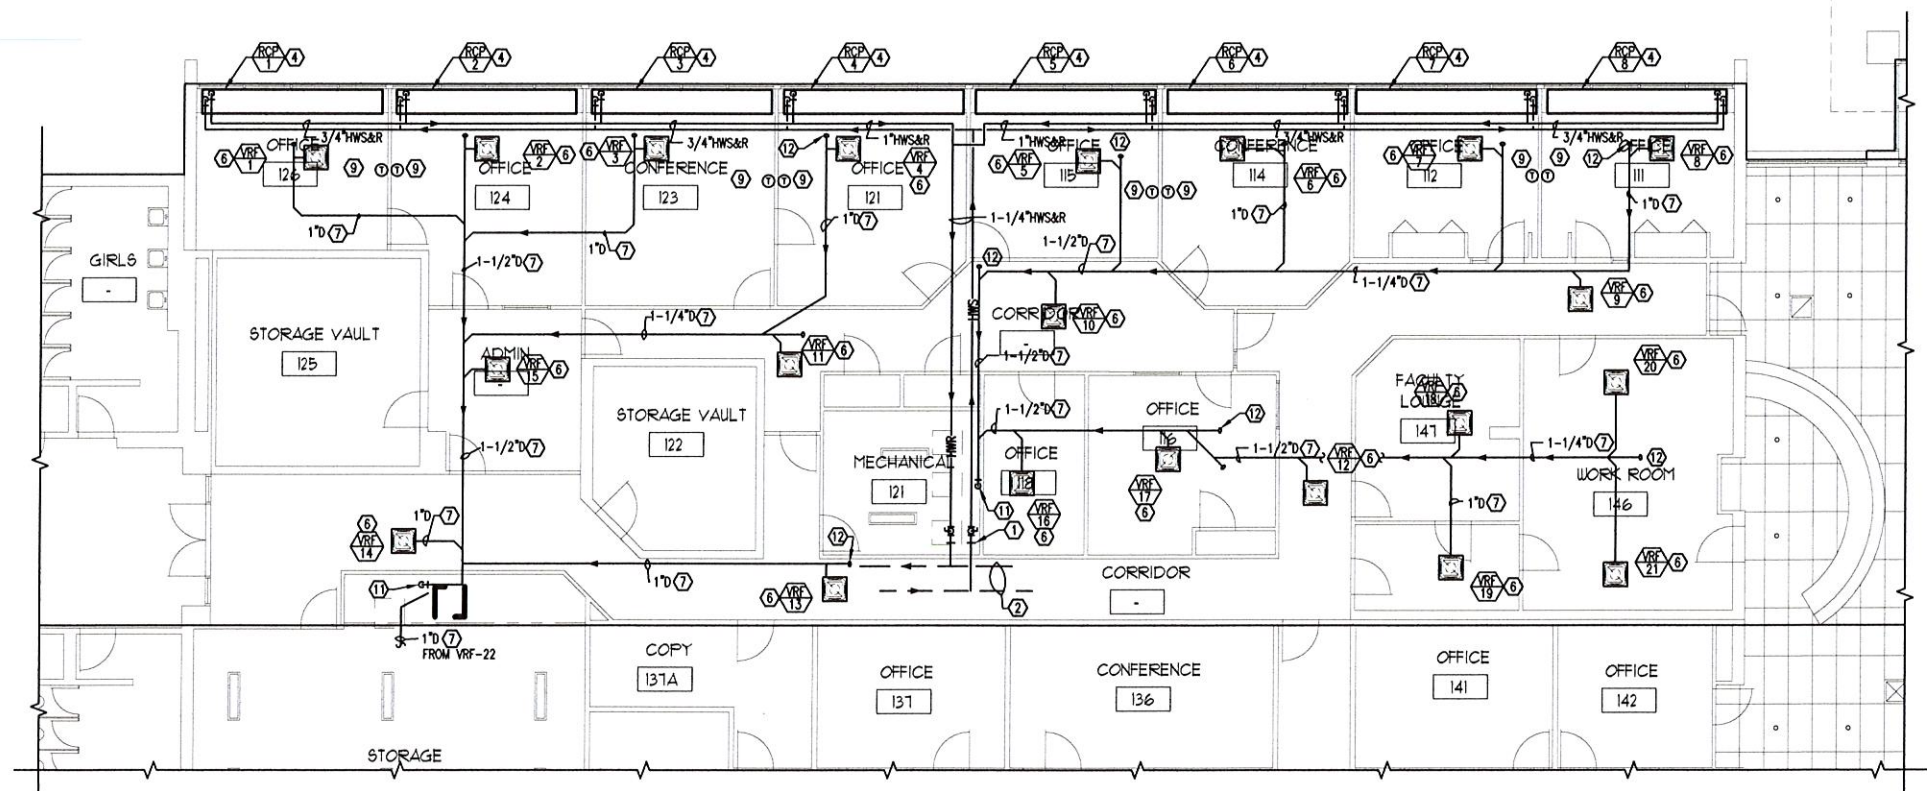 RCP 1 4
RCP 2 4
RCP 3 4
RCP 4 4
RCP 5 4
RCP 6 4
RCP 7 4
RCP 8 4
3/4"HWS&R
3/4"HWS&R
1"HWS&R
1"HWS&R
3/4"HWS&R
3/4"HWS&R
OFFICE
126
6 VRF 1
9 T T 9
VRF 2 6
OFFICE
124
6 VRF 3
CONFERENCE
123
9 T T 9
12
OFFICE
121
VRF 4
6
6 VRF 5
OFFICE
115
12
9 T T 9
CONFERENCE
114
VRF 6 6
6 VRF 7
OFFICE
112
9 9
T T
12
OFFICE
111
VRF 8 6
1"D 7
1"D 7
1"D 7
1-1/4"HWS&R
1-1/2"D 7
1"D 7
1"D 7
GIRLS
-
1-1/2"D 7
12
1-1/4"D 7
VRF 9 6
STORAGE VAULT
125
1-1/4"D 7
HWS
CORRIDOR
-
VRF 10 6
ADMIN
-
VRF 15 6
VRF 11 6
1-1/2"D 7
FACULTY
LOUNGE
147
VRF 18 6
VRF 20 6
STORAGE VAULT
122
1-1/2"D 7
OFFICE
116
12
1-1/2"D 7
HWR
MECHANICAL
121
OFFICE
118
1-1/2"D 7
VRF 12 6
1-1/4"D 7
12
WORK ROOM
146
VRF 17
6
11
VRF 16
6
1
1"D 7
6
VRF 14
1"D 7
12
1"D 7
6 VRF 13
2
CORRIDOR
-
VRF 19 6
VRF 21 6
11
1"D 7
FROM VRF-22
COPY
137A
OFFICE
137
CONFERENCE
136
OFFICE
141
OFFICE
142
STORAGE